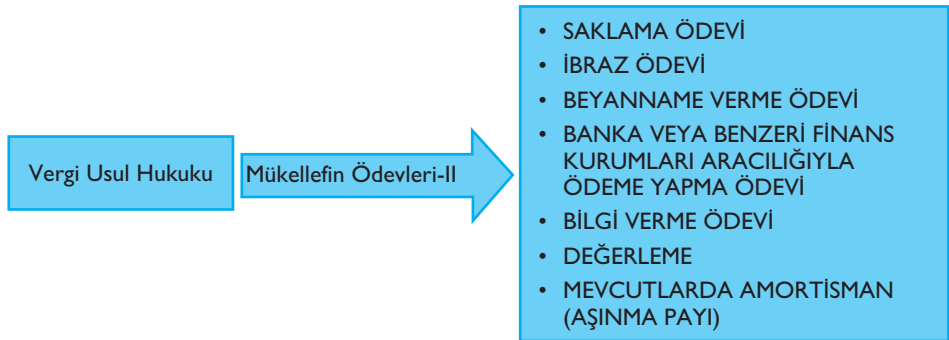 Vergi Usul Hukuku
Mükellefin Ödevleri-II
• SAKLAMA ÖDEVİ
• İBRAZ ÖDEVİ
• BEYANNAME VERME ÖDEVİ
• BANKA VEYA BENZERİ FİNANS
KURUMLARI ARACILIĞIYLA
ÖDEME YAPMA ÖDEVİ
• BİLGİ VERME ÖDEVİ
• DEĞERLEME
• MEVCUTLARDA AMORTİSMAN
(AŞINMA PAYI)